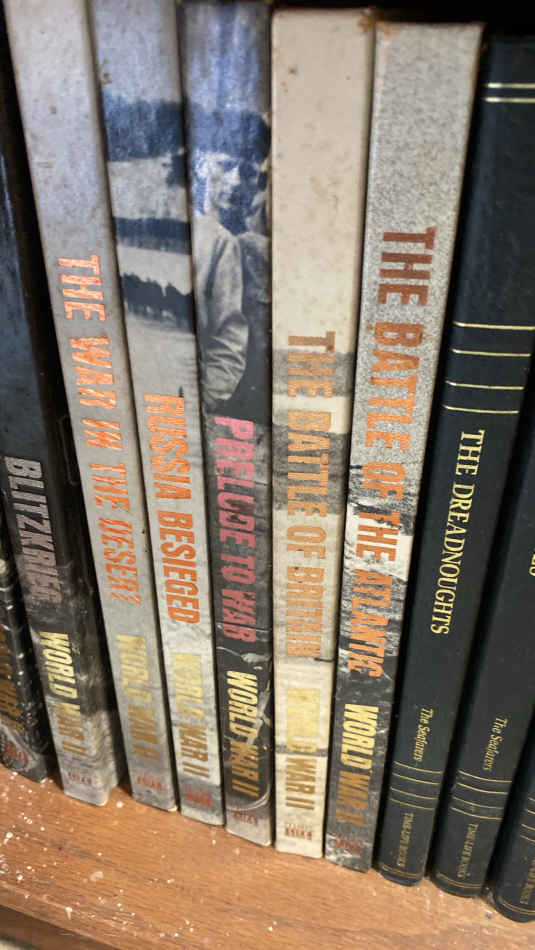 BLITZKRIEG
WORLD WAR II
THE WAR IN THE DESERT
WORLD WAR II
RUSSIA BESIEGED
WORLD WAR II
PRELUDE TO WAR
WORLD WAR II
THE BATTLE OF BRITAIN
WORLD WAR II
THE BATTLE OF THE ATLANTIC
WORLD WAR II
THE DREADNOUGHTS
The Seafarers
TIME-LIFE BOOKS
The Seafarers
TIME-LIFE BOOKS